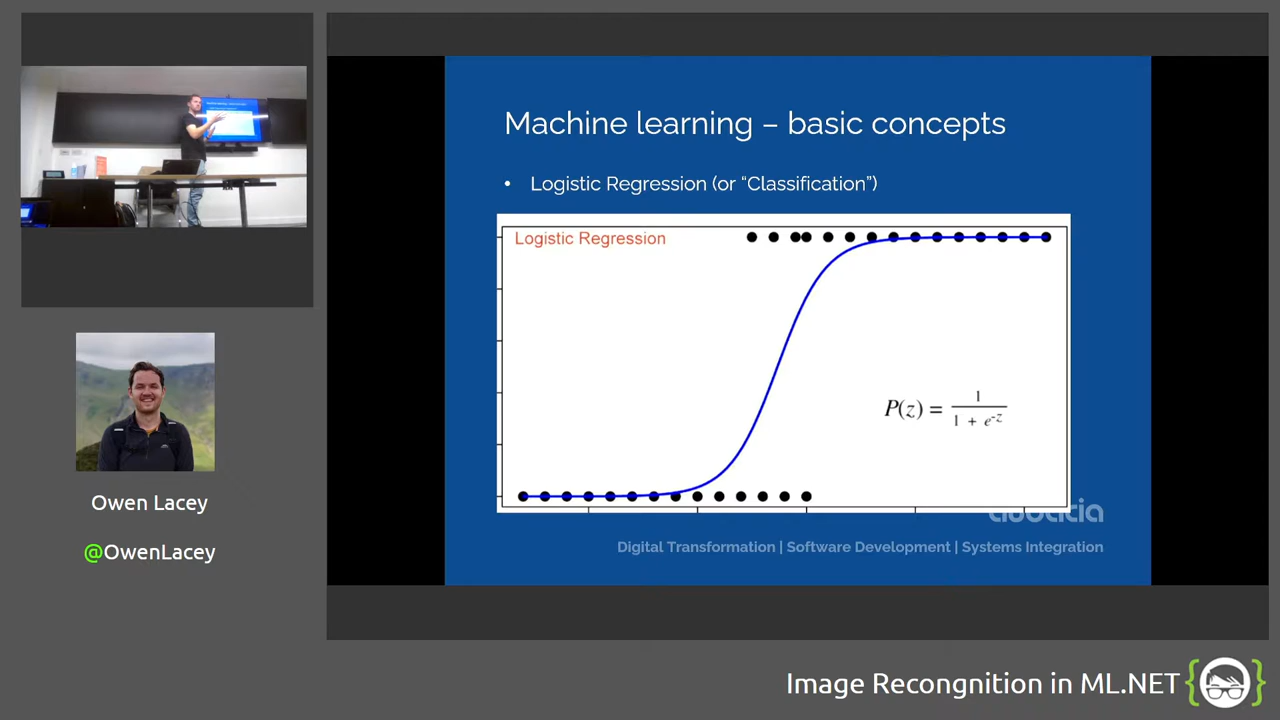 Machine learning – basic concepts
• Logistic Regression (or “Classification”)
Logistic Regression
P(z) = 1 / 1 + e^-z
Digital Transformation | Software Development | Systems Integration
Owen Lacey
@OwenLacey
Image Recongnition in ML.NET